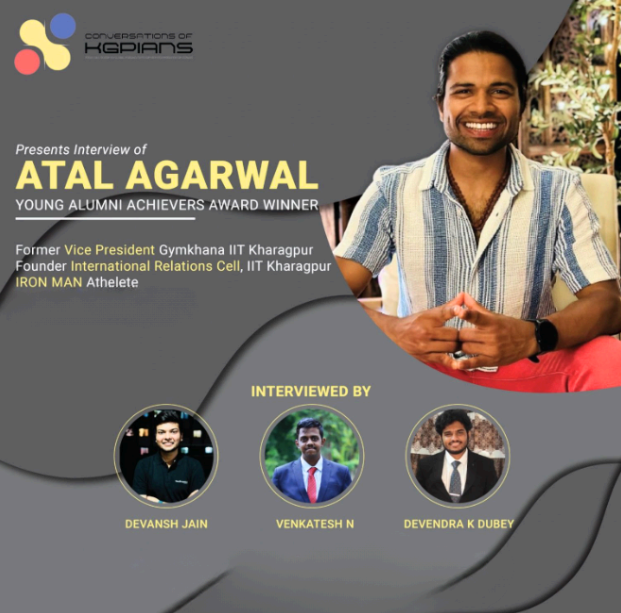 CONVERSATIONS OF
KGPIANS
Presents Interview of
ATAL AGARWAL
YOUNG ALUMNI ACHIEVERS AWARD WINNER
Former Vice President Gymkhana IIT Kharagpur
Founder International Relations Cell, IIT Kharagpur
IRON MAN Athelete
INTERVIEWED BY
DEVANSH JAIN
VENKATESH N
DEVENDRA K DUBEY